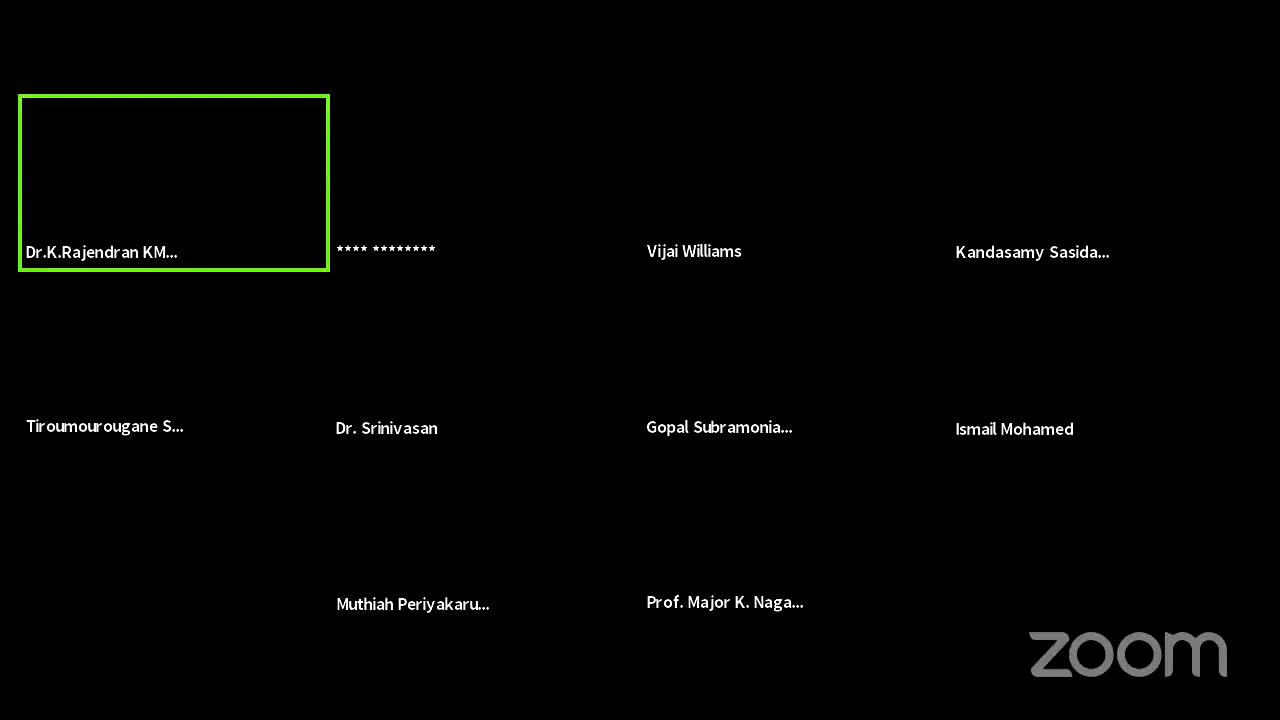 Dr.K.Rajendran KM...
**** ********
Vijai Williams
Kandasamy Sasida...
Tiroumourougane S...
Dr. Srinivasan
Gopal Subramonia...
Ismail Mohamed
Muthiah Periyakaru...
Prof. Major K. Naga...
zoom